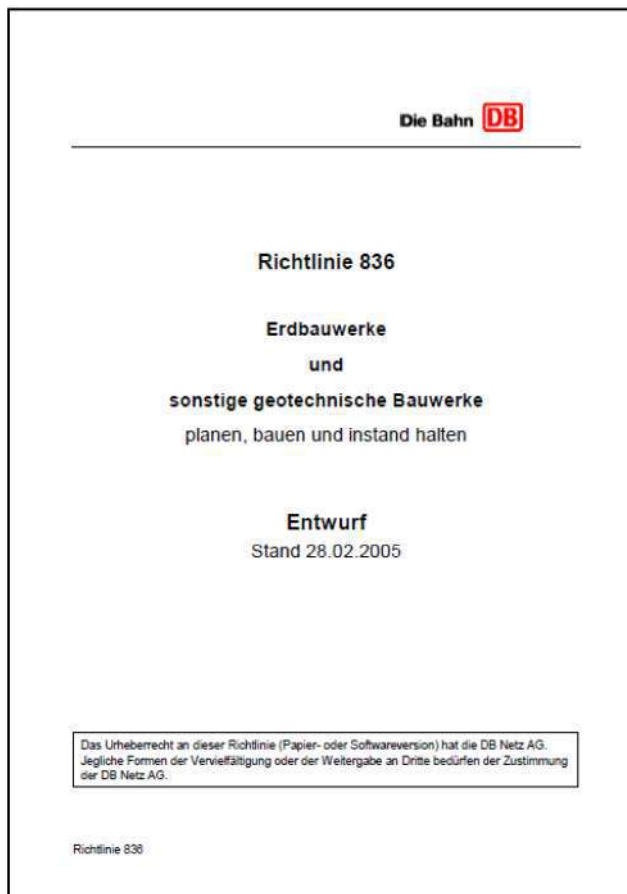 Die Bahn DB
Richtlinie 836
Erdbauwerke
und
sonstige geotechnische Bauwerke
planen, bauen und instand halten
Entwurf
Stand 28.02.2005
Das Urheberrecht an dieser Richtlinie (Papier- oder Softwareversion) hat die DB Netz AG.
Jegliche Formen der Vervielfältigung oder der Weitergabe an Dritte bedürfen der Zustimmung
der DB Netz AG.
Richtlinie 836